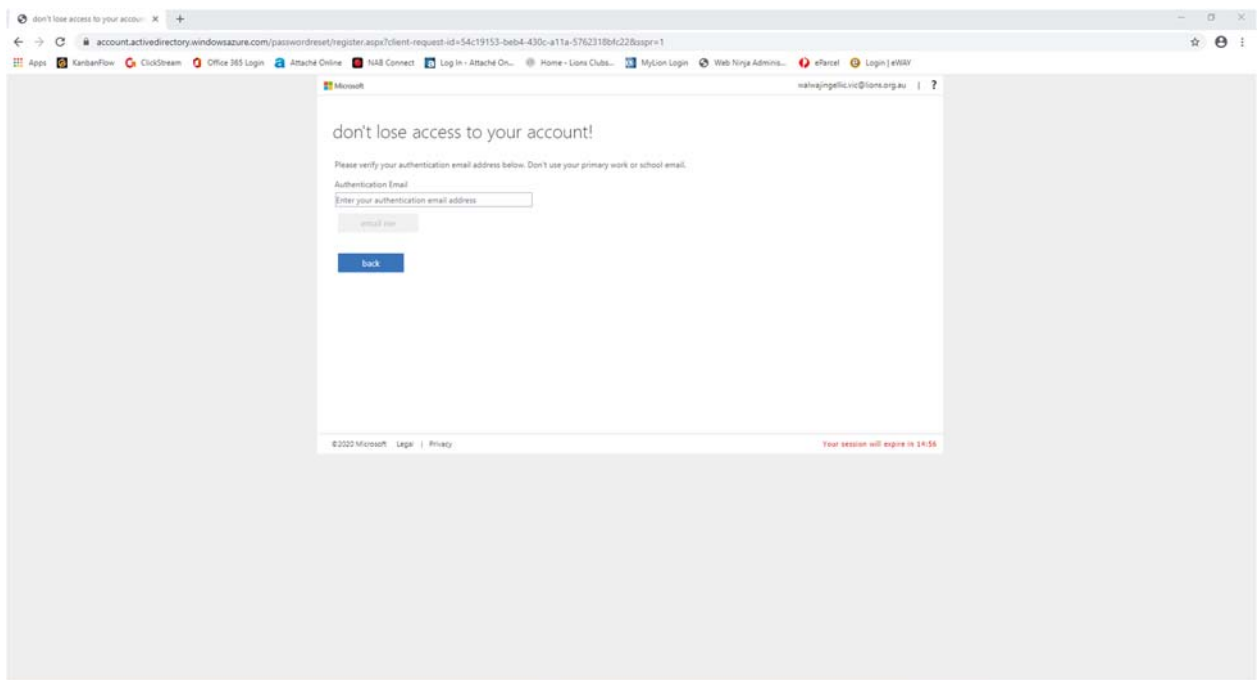 don't lose access to your accou
account.activedirectory.windowsazure.com/passwordreset/register.aspx?client-request-id=54c19153-beb4-430c-a11a-5762318bfc22&sspr=1
Apps KanbanFlow ClickStream Office 365 Login Attaché Online NAB Connect Log In - Attaché On... Home - Lions Clubs... MyLion Login Web Ninja Adminis... eParcel Login | eWAY
Microsoft walwajingellic.vic@lions.org.au | ?
don't lose access to your account!
Please verify your authentication email address below. Don't use your primary work or school email.
Authentication Email
Enter your authentication email address
email me
back
©2020 Microsoft Legal | Privacy Your session will expire in 14:56